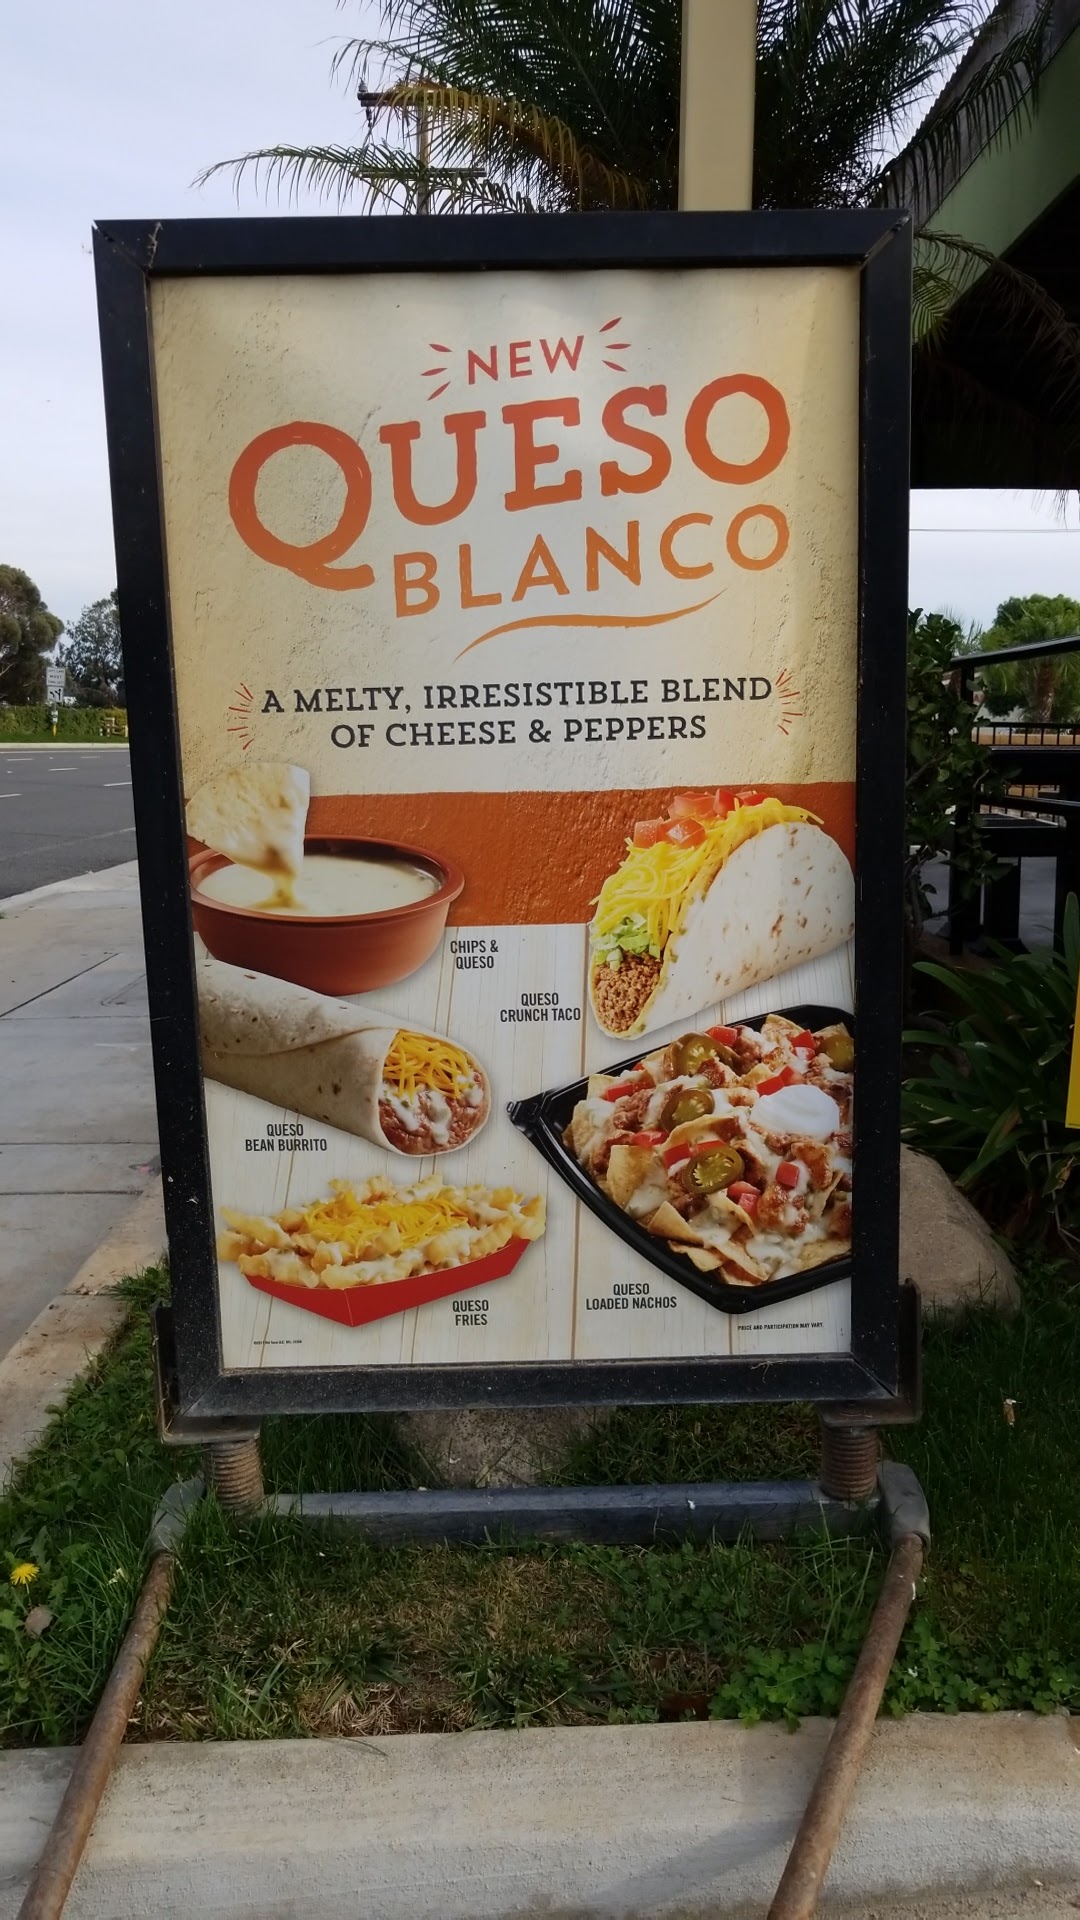 NEW
QUESO
BLANCO
A MELTY, IRRESISTIBLE BLEND
OF CHEESE & PEPPERS
CHIPS &
QUESO
QUESO
CRUNCH TACO
QUESO
BEAN BURRITO
QUESO
FRIES
QUESO
LOADED NACHOS
PRICE AND PARTICIPATION MAY VARY.